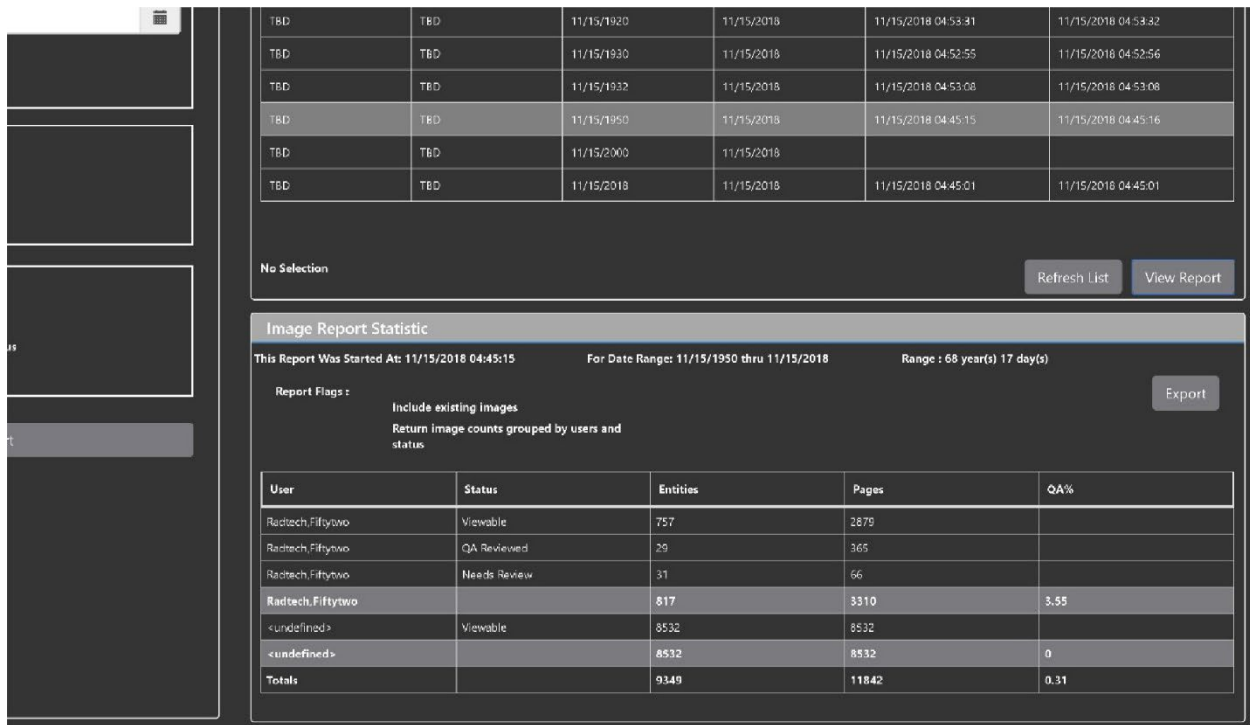 TBD TBD 11/15/1920 11/15/2018 11/15/2018 04:53:31 11/15/2018 04:53:32
TBD TBD 11/15/1930 11/15/2018 11/15/2018 04:52:55 11/15/2018 04:52:56
TBD TBD 11/15/1932 11/15/2018 11/15/2018 04:53:08 11/15/2018 04:53:08
TBD TBD 11/15/1950 11/15/2018 11/15/2018 04:45:15 11/15/2018 04:45:16
TBD TBD 11/15/2000 11/15/2018
TBD TBD 11/15/2018 11/15/2018 11/15/2018 04:45:01 11/15/2018 04:45:01
No Selection
Refresh List View Report
Image Report Statistic
us
This Report Was Started At: 11/15/2018 04:45:15 For Date Range: 11/15/1950 thru 11/15/2018 Range : 68 year(s) 17 day(s)
Report Flags : Export
Include existing images
Return image counts grouped by users and
status
rt
User Status Entities Pages QA%
Radtech,Fiftytwo Viewable 757 2879
Radtech,Fiftytwo QA Reviewed 29 365
Radtech,Fiftytwo Needs Review 31 66
Radtech,Fiftytwo 817 3310 3.55
<undefined> Viewable 8532 8532
<undefined> 8532 8532 0
Totals 9349 11842 0.31